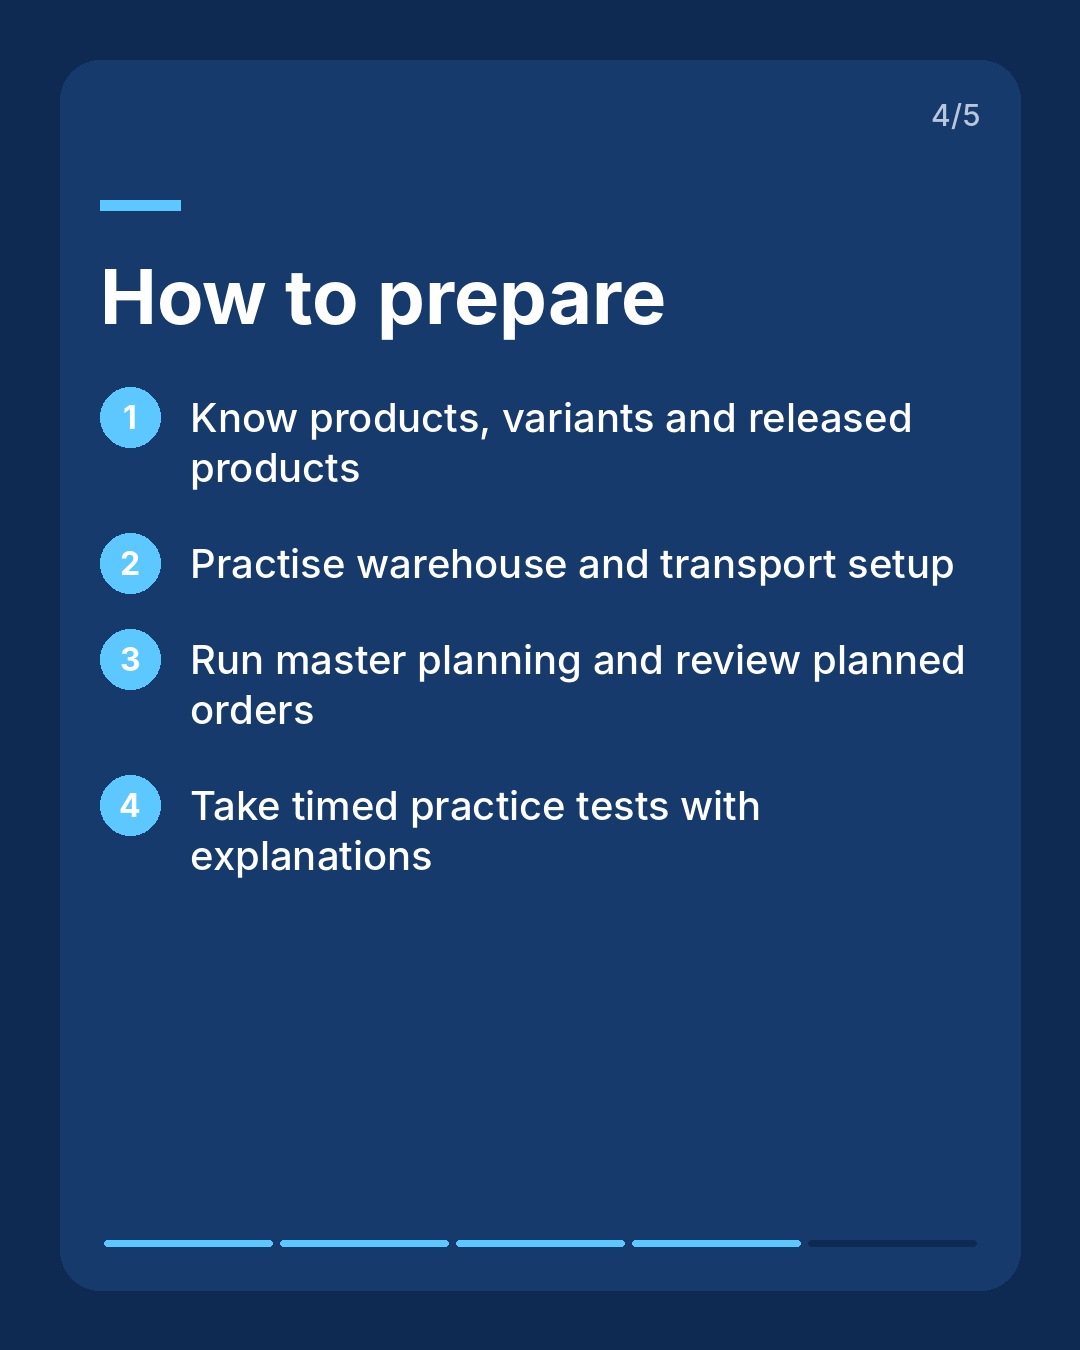 4/5
How to prepare
1 Know products, variants and released
products
2 Practise warehouse and transport setup
3 Run master planning and review planned
orders
4 Take timed practice tests with
explanations